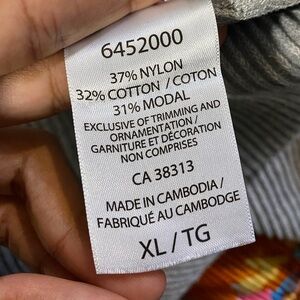 6452000
37% NYLON
32% COTTON / COTON
31% MODAL
EXCLUSIVE OF TRIMMING AND
ORNAMENTATION/
GARNITURE ET DÉCORATION
NON COMPRISES
CA 38313
MADE IN CAMBODIA/
FABRIQUÉ AU CAMBODGE
XL / TG